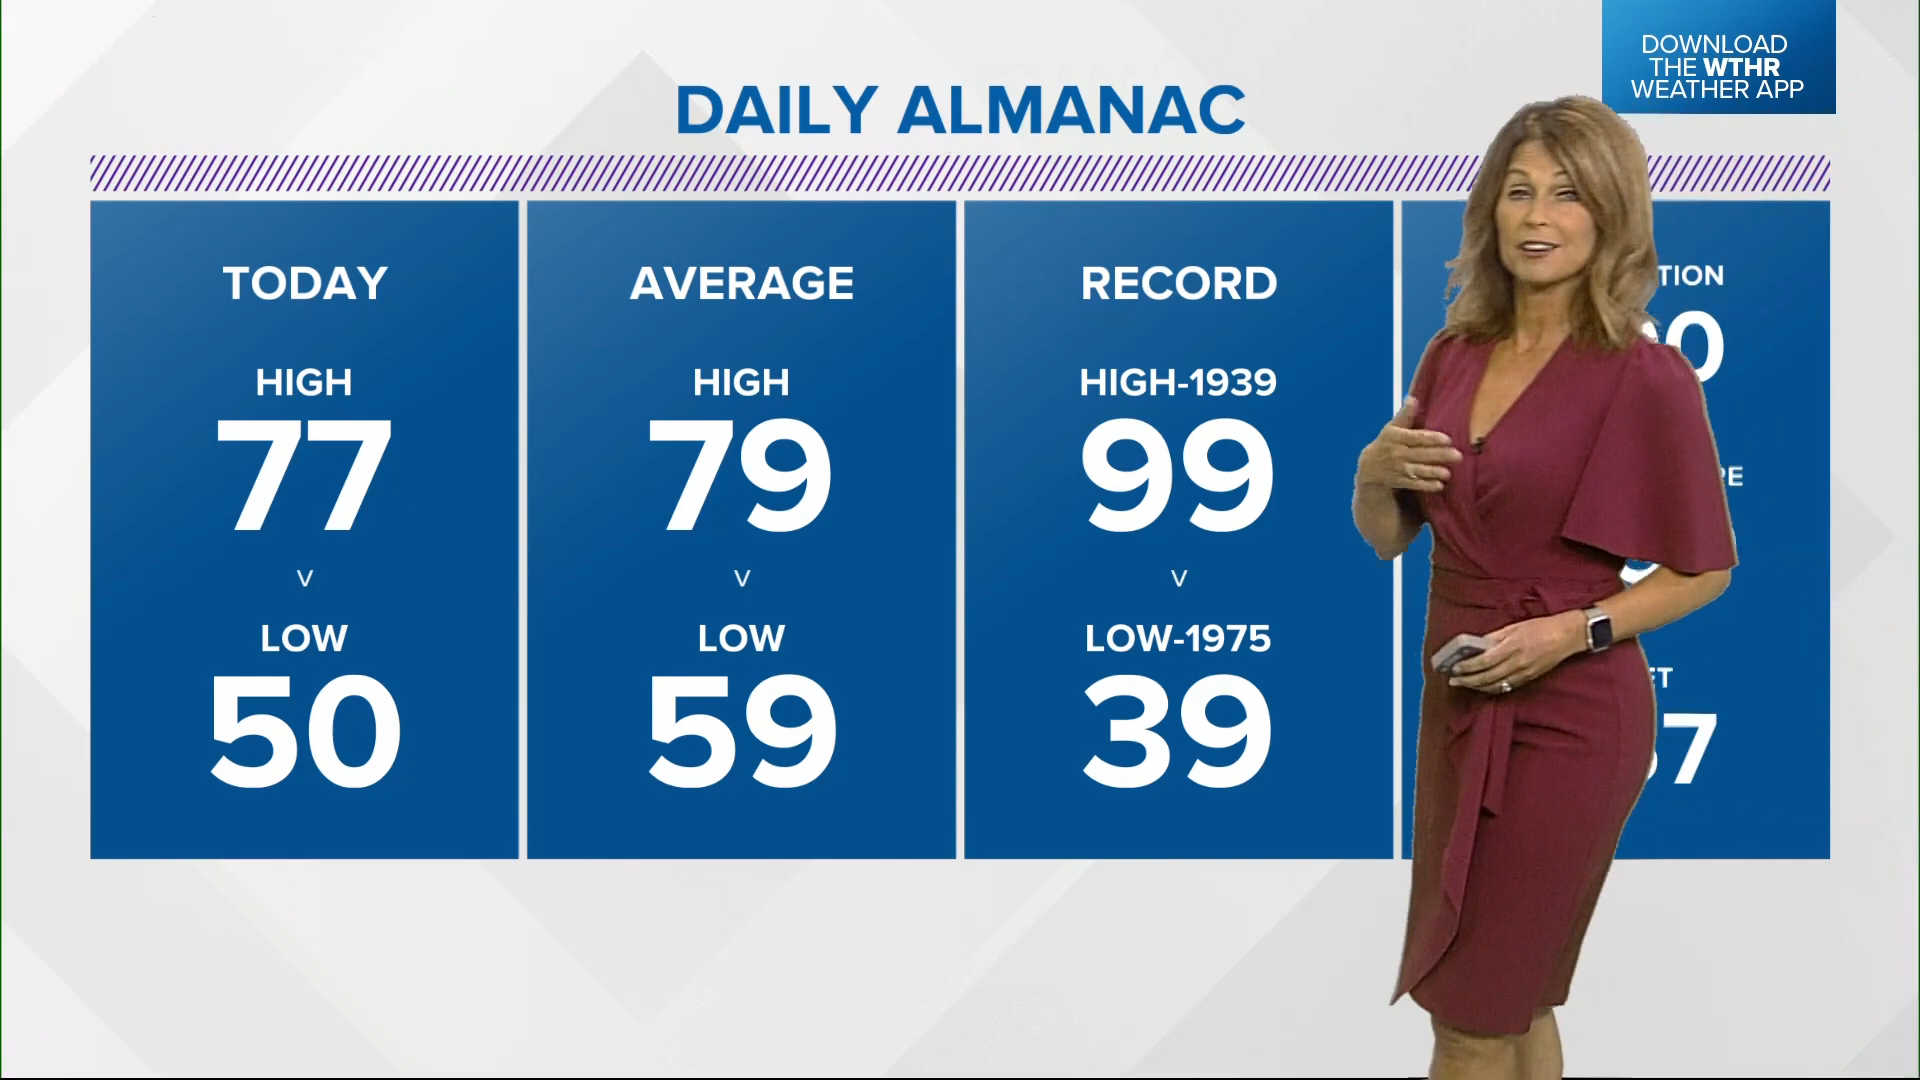 DOWNLOAD
THE WTHR
WEATHER APP
DAILY ALMANAC
TODAY
HIGH
77
v
LOW
50
AVERAGE
HIGH
79
v
LOW
59
RECORD
HIGH-1939
99
v
LOW-1975
39